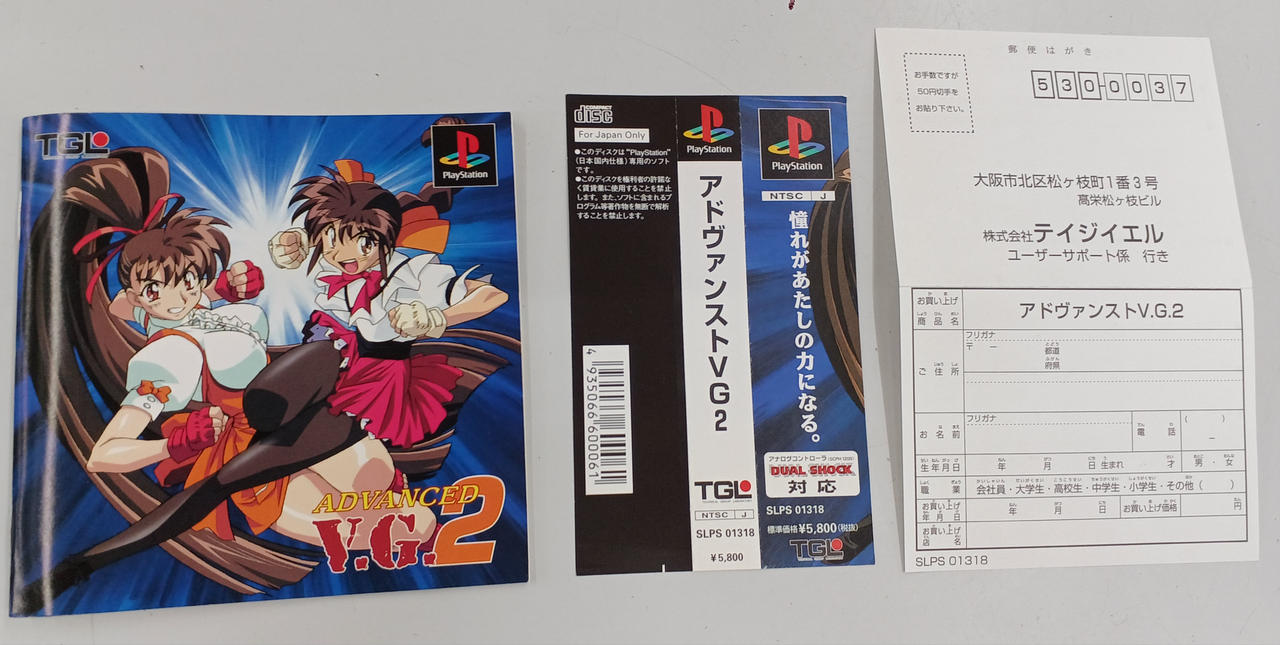 TGL
PlayStation
ADVANCED
V.G.2
COMPACT
disc
For Japan Only
●このディスクは"PlayStation"
(日本国内仕様)専用のソフト
です。
●このディスクを権利者の許諾な
く賃貸業に使用することを禁止
します。また、ソフトに含まれるプ
ログラム等著作物を無断で解析
することを禁止します。
4935066600061
PlayStation
アドヴァンストVG2
TGL
NTSC J
SLPS 01318
¥5,800
PlayStation
NTSC J
憧れがあたしの力になる。
アナログコントローラ(SCPH 1200)
DUAL SHOCK
対応
SLPS 01318
標準価格¥5,800(税抜)
TGL
郵便はがき
お手数ですが
50円切手を
お貼り下さい。
530-0037
大阪市北区松ヶ枝町1番3号
高栄松ヶ枝ビル
株式会社テイジイエル
ユーザーサポート係 行き
お買い上げ
商品名
アドヴァンストV.G.2
ご住所
フリガナ
〒 −
都道
府県
お名前
フリガナ
電話
( )
−
生年月日
年 月 日 生まれ 才
男・女
職業
会社員・大学生・高校生・中学生・小学生・その他( )
お買い上げ
年月日
年 月 日
お買い上げ価格
円
お買い上げ
店名
SLPS 01318